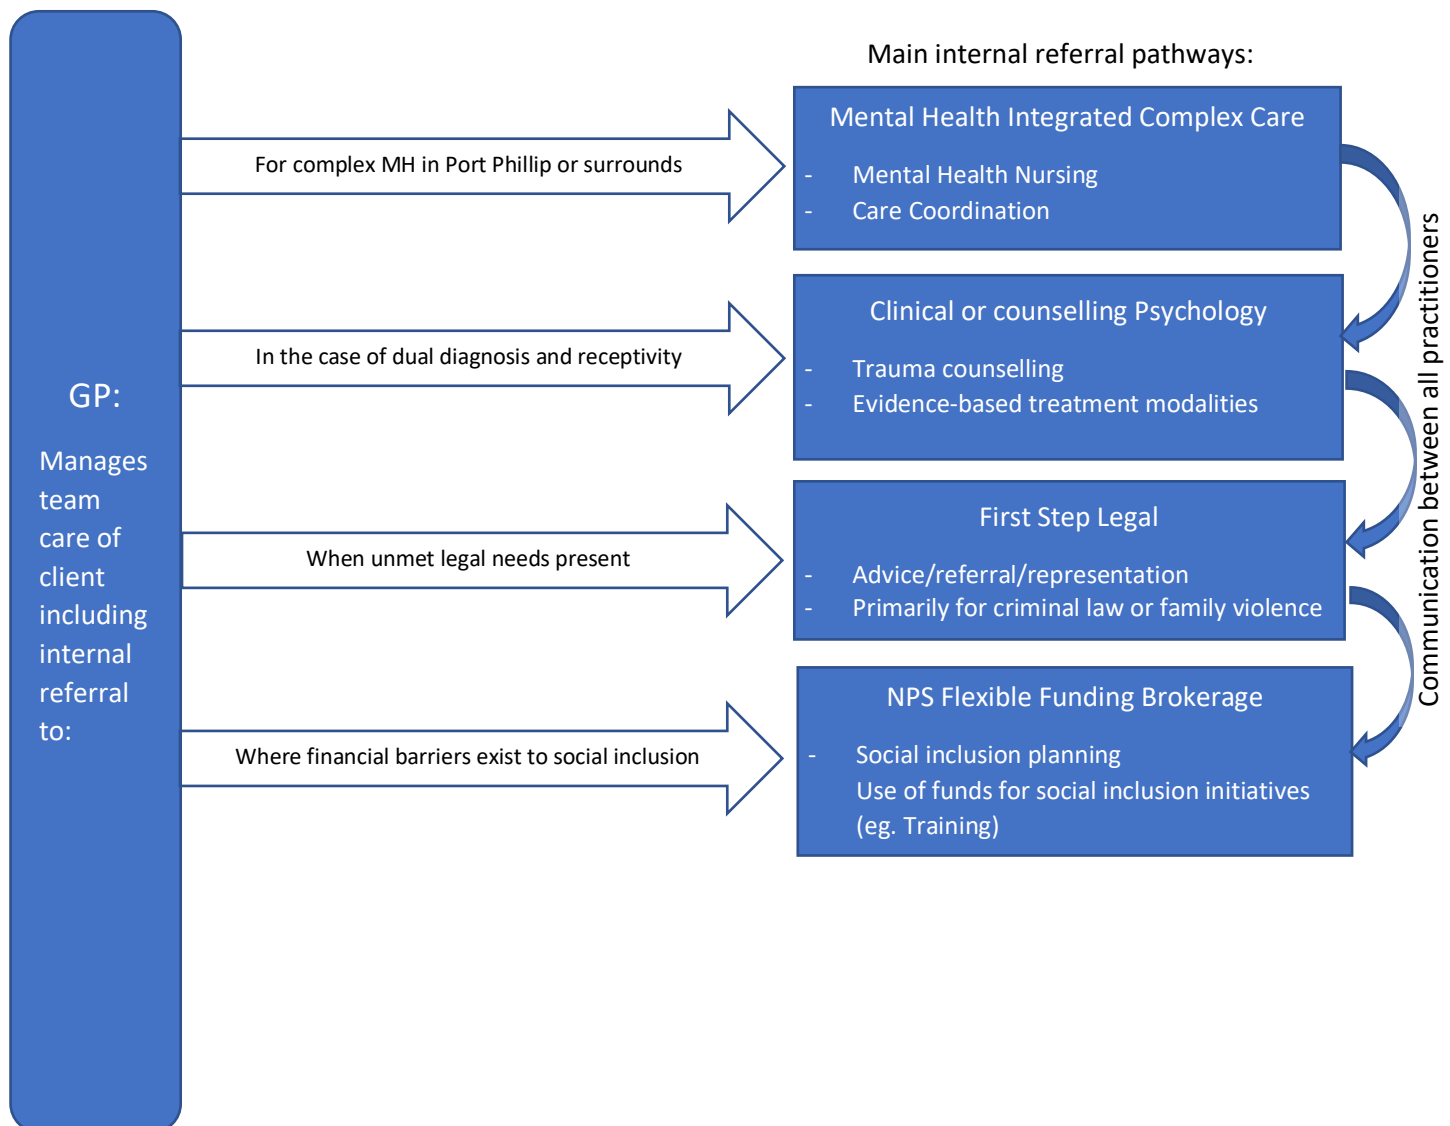 Main internal referral pathways:
GP:
Manages
team
care of
client
including
internal
referral
to:
For complex MH in Port Phillip or surrounds
Mental Health Integrated Complex Care
- Mental Health Nursing
- Care Coordination
In the case of dual diagnosis and receptivity
Clinical or counselling Psychology
- Trauma counselling
- Evidence-based treatment modalities
When unmet legal needs present
First Step Legal
- Advice/referral/representation
- Primarily for criminal law or family violence
Where financial barriers exist to social inclusion
NPS Flexible Funding Brokerage
- Social inclusion planning
Use of funds for social inclusion initiatives
(eg. Training)
Communication between all practitioners